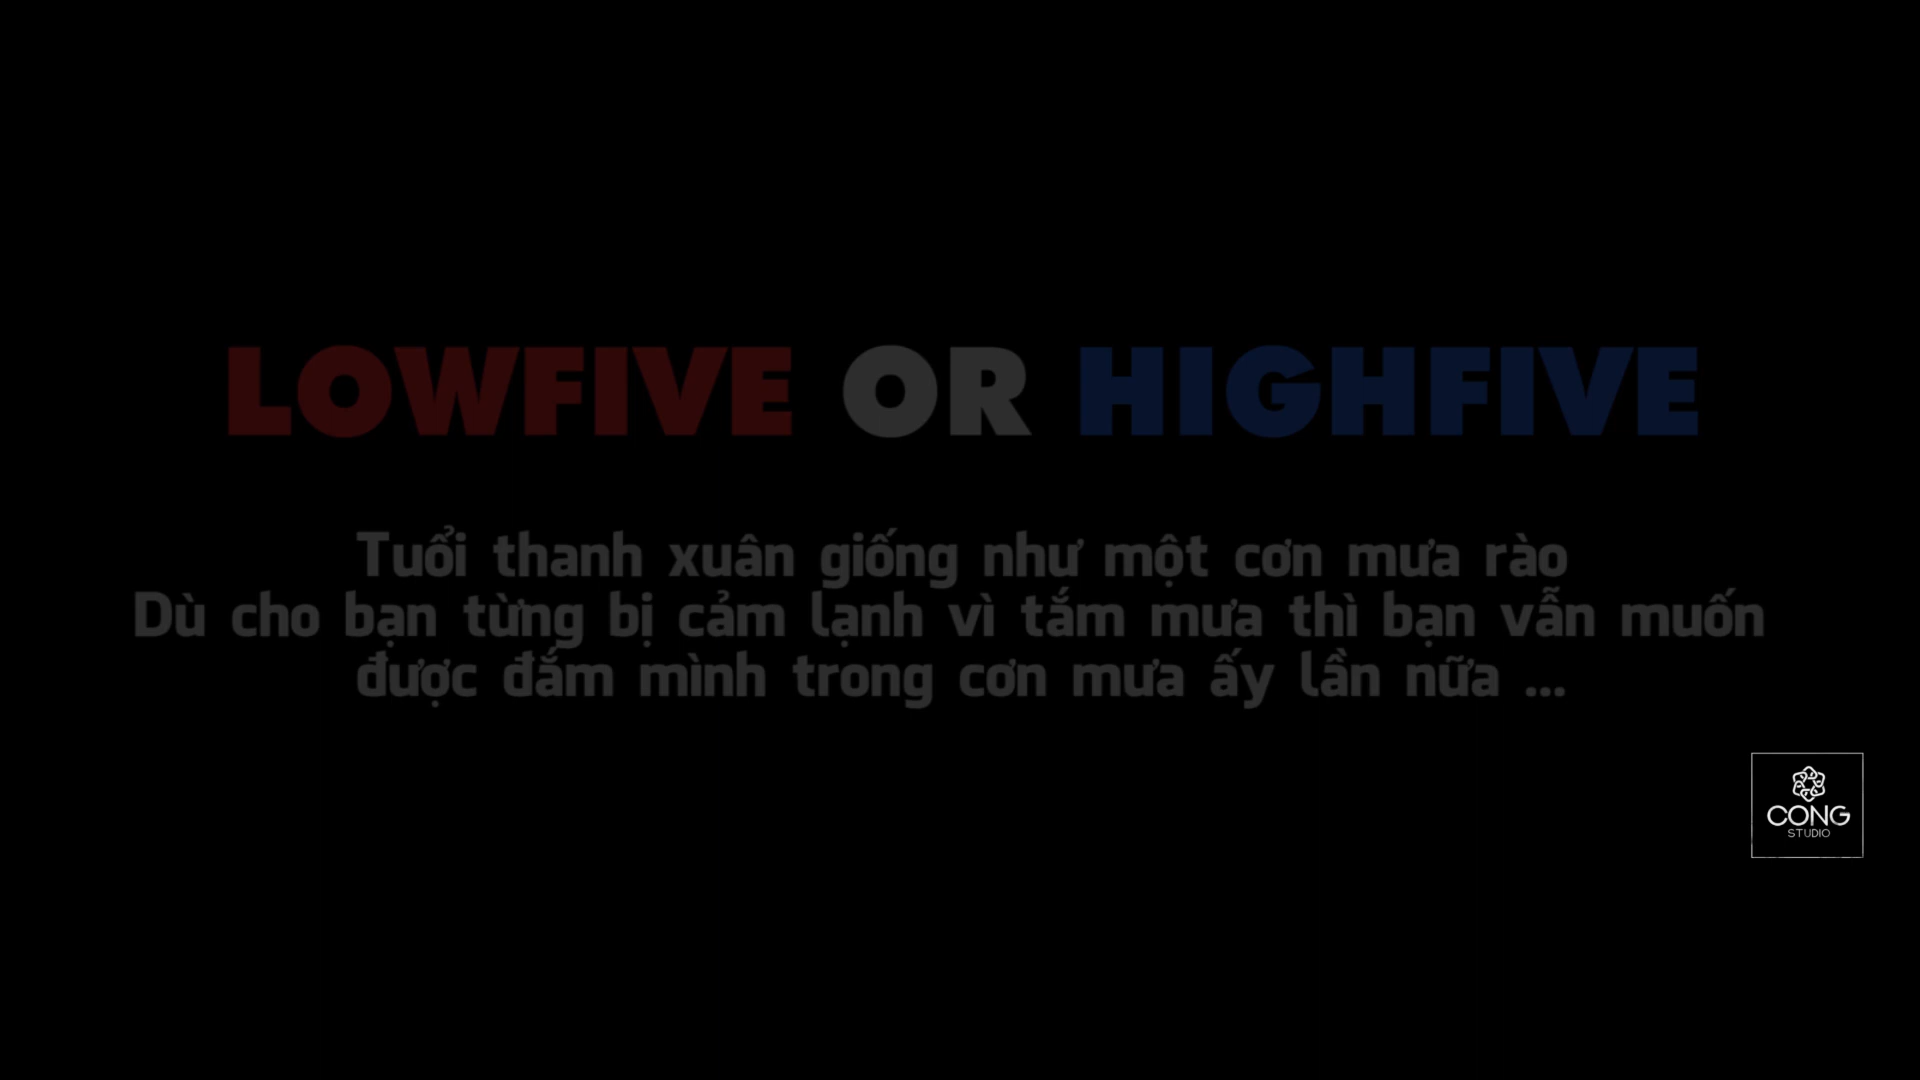 LOWFIVE OR HIGHFIVE
Tuổi thanh xuân giống như một cơn mưa rào
Dù cho bạn từng bị cảm lạnh vì tắm mưa thì bạn vẫn muốn
được đắm mình trong cơn mưa ấy lần nữa ...
CONG
STUDIO